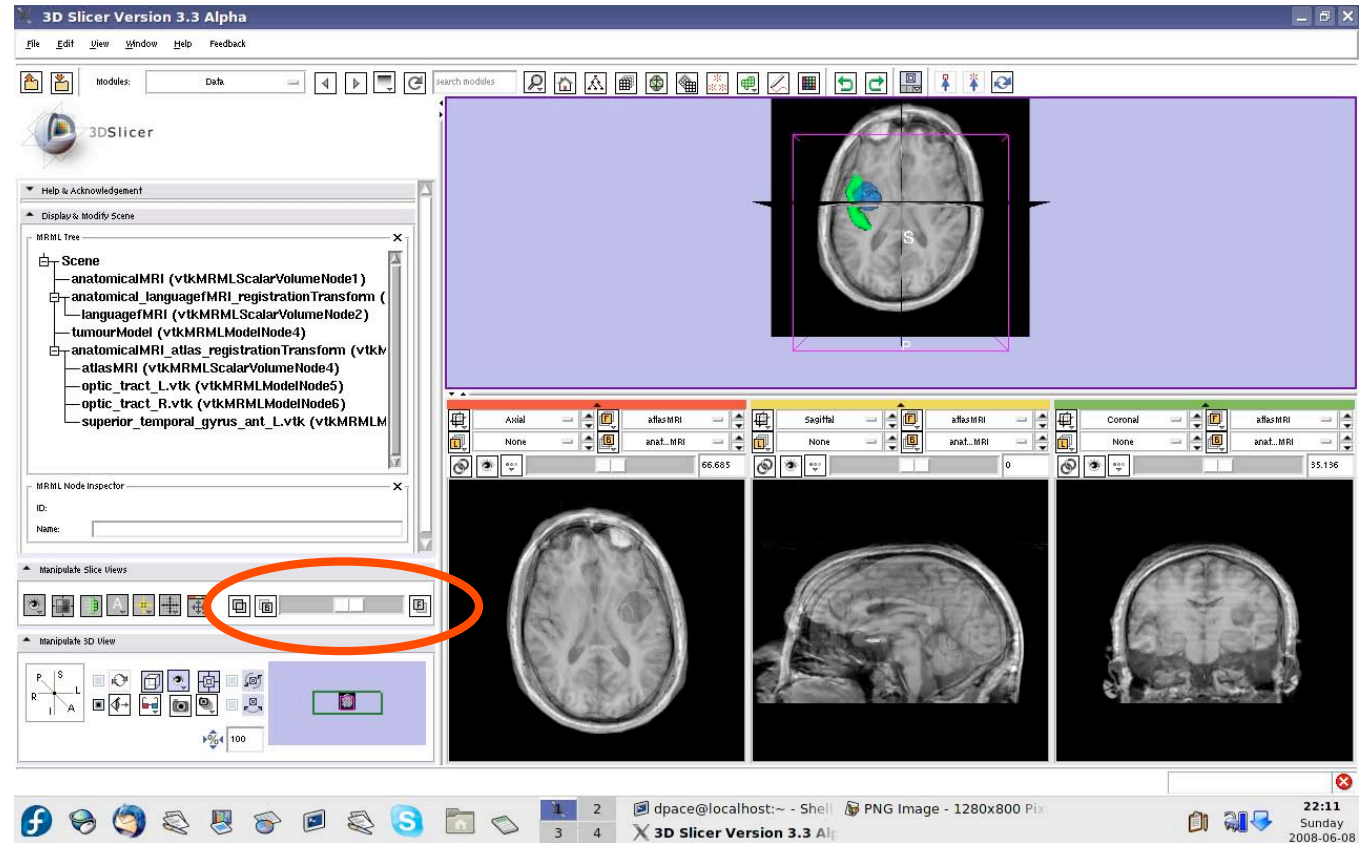 3D Slicer Version 3.3 Alpha
File Edit View Window Help Feedback
Modules: Data search modules
3DSlicer
Help & Acknowledgement
Display & Modify Scene
MRML Tree
Scene
anatomicalMRI (vtkMRMLScalarVolumeNode1)
anatomical_languagefMRI_registrationTransform (
languagefMRI (vtkMRMLScalarVolumeNode2)
tumourModel (vtkMRMLModelNode4)
anatomicalMRI_atlas_registrationTransform (vtkM
atlasMRI (vtkMRMLScalarVolumeNode4)
optic_tract_L.vtk (vtkMRMLModelNode5)
optic_tract_R.vtk (vtkMRMLModelNode6)
superior_temporal_gyrus_ant_L.vtk (vtkMRMLM
MRML Node Inspector
ID:
Name:
Manipulate Slice Views
B F
Manipulate 3D View
P S
R L
I A
100
S
P
Axial F atlasMRI
L None B anat...MRI
66.685
Sagittal F atlasMRI
L None B anat...MRI
0
Coronal F atlasMRI
L None B anat...MRI
35.136
1 2
3 4
dpace@localhost:~ - Shell
PNG Image - 1280x800 Pix
3D Slicer Version 3.3 Al
22:11
Sunday
2008-06-08